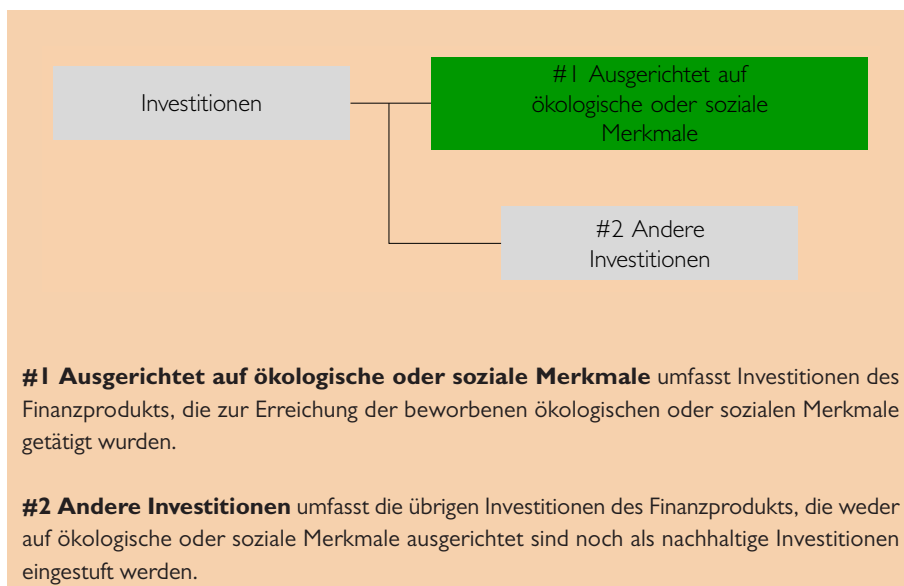 Investitionen
#1 Ausgerichtet auf
ökologische oder soziale
Merkmale
#2 Andere
Investitionen
#1 Ausgerichtet auf ökologische oder soziale Merkmale umfasst Investitionen des
Finanzprodukts, die zur Erreichung der beworbenen ökologischen oder sozialen Merkmale
getätigt wurden.
#2 Andere Investitionen umfasst die übrigen Investitionen des Finanzprodukts, die weder
auf ökologische oder soziale Merkmale ausgerichtet sind noch als nachhaltige Investitionen
eingestuft werden.